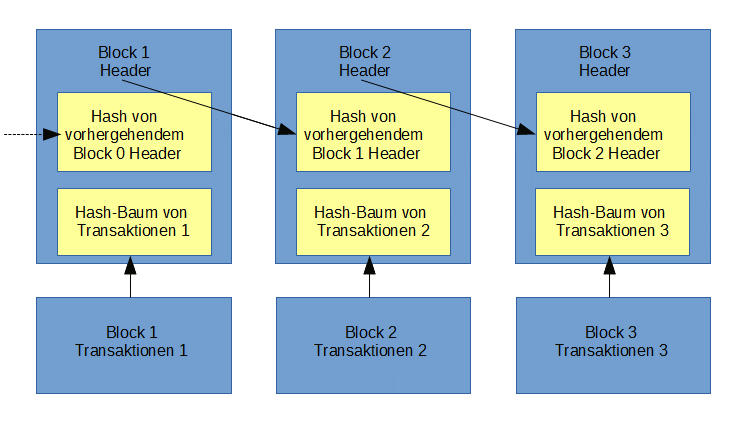 Block 1
Header
Hash von
vorhergehendem
Block 0 Header
Hash-Baum von
Transaktionen 1
Block 1
Transaktionen 1
Block 2
Header
Hash von
vorhergehendem
Block 1 Header
Hash-Baum von
Transaktionen 2
Block 2
Transaktionen 2
Block 3
Header
Hash von
vorhergehendem
Block 2 Header
Hash-Baum von
Transaktionen 3
Block 3
Transaktionen 3